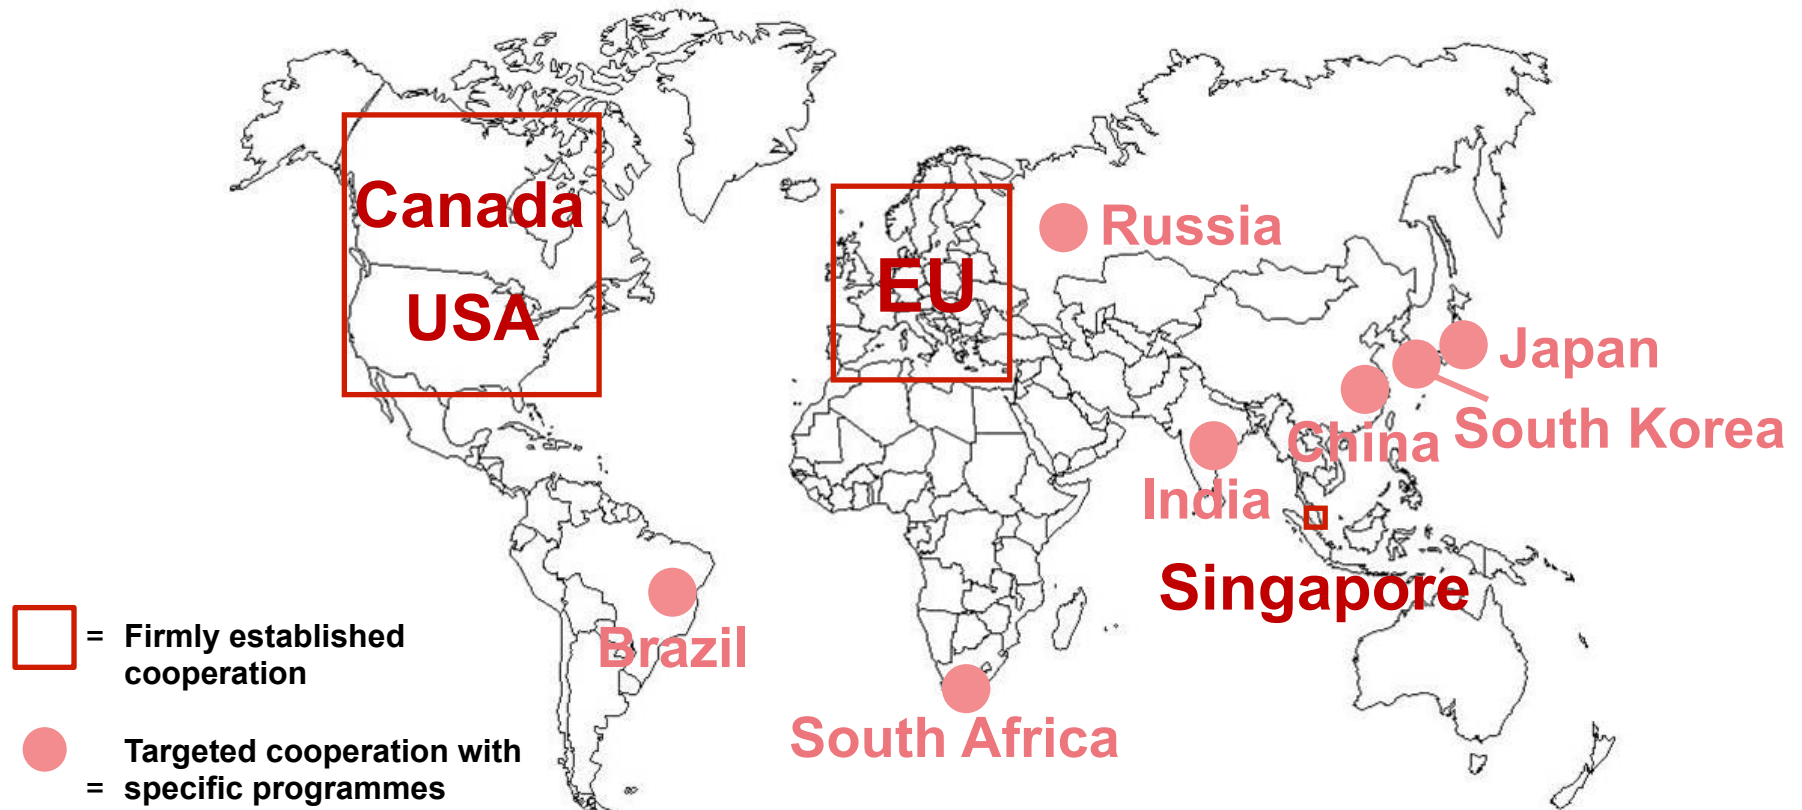 Canada
USA
EU
Russia
Japan
South Korea
China
India
Singapore
Brazil
South Africa
= Firmly established
cooperation
Targeted cooperation with
= specific programmes